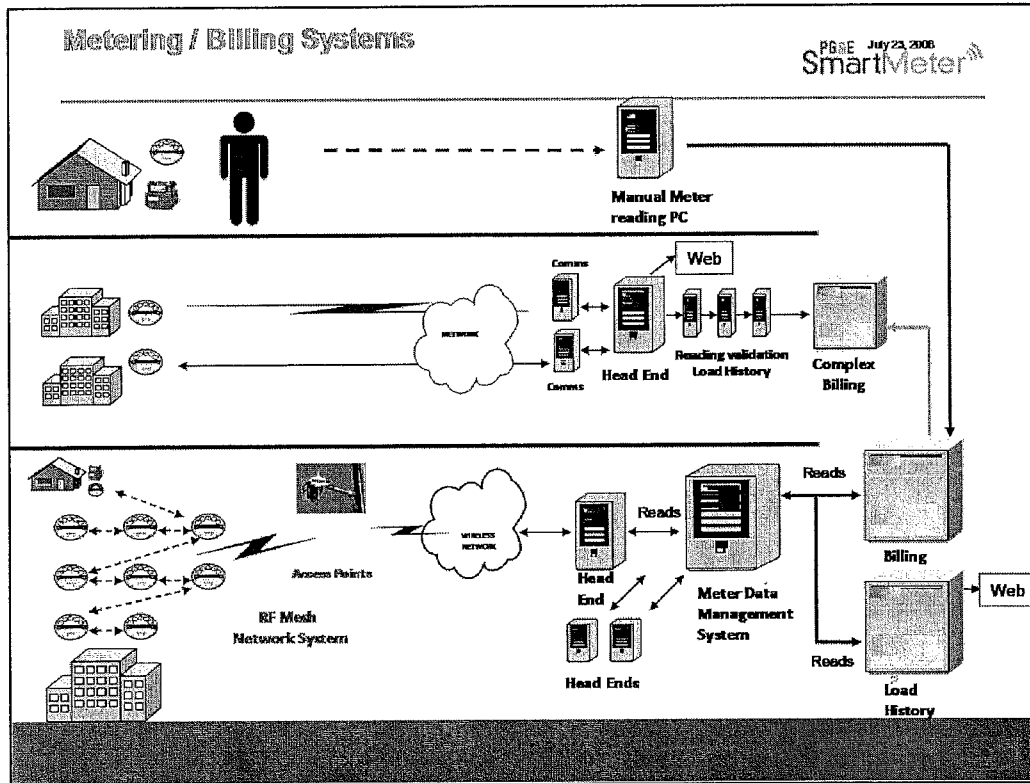 Metering / Billing Systems
PG&E July 23, 2008
SmartMeter
Manual Meter
reading PC
Comms
Web
NETWORK
Reading validation
Load History
Head End
Complex
Billing
Comms
Reads
Reads
WIRELESS
NETWORK
Billing
Access Points
Head
End
Meter Data
Management
System
Web
RF Mesh
Network System
Reads
Head Ends
Load
History